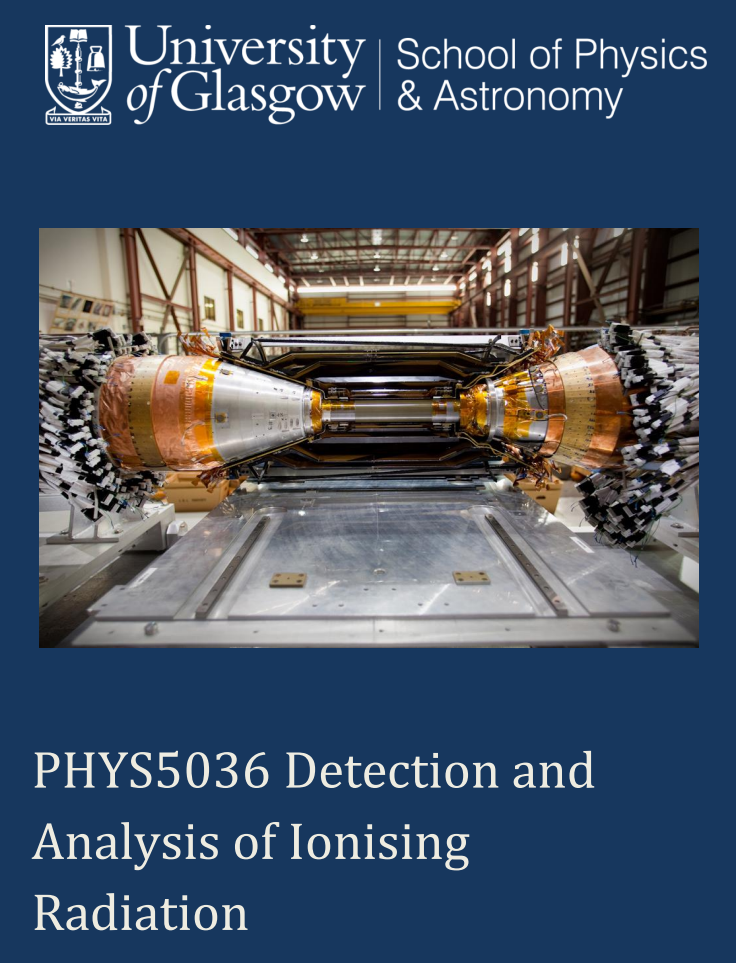 University
of Glasgow
School of Physics
& Astronomy
VIA VERITAS VITA
PHYS5036 Detection and
Analysis of Ionising
Radiation